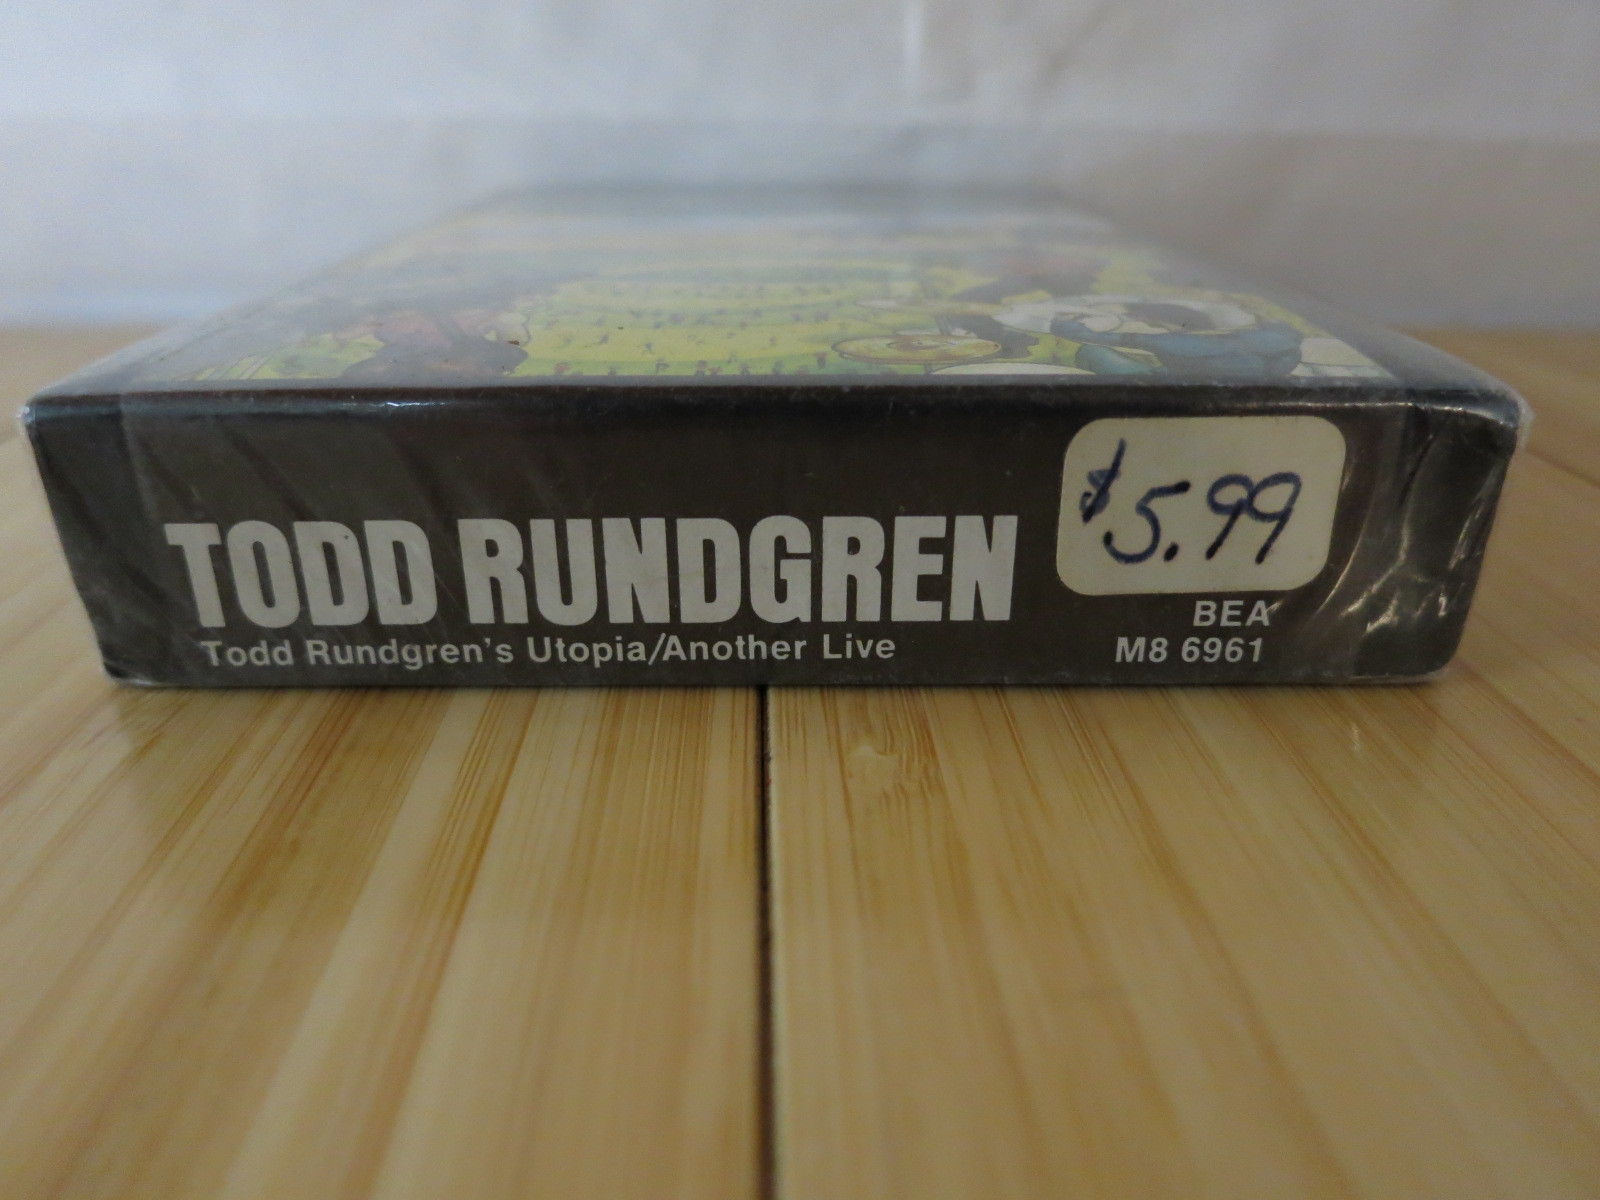 $5.99
TODD RUNDGREN
Todd Rundgren's Utopia/Another Live
BEA
M8 6961